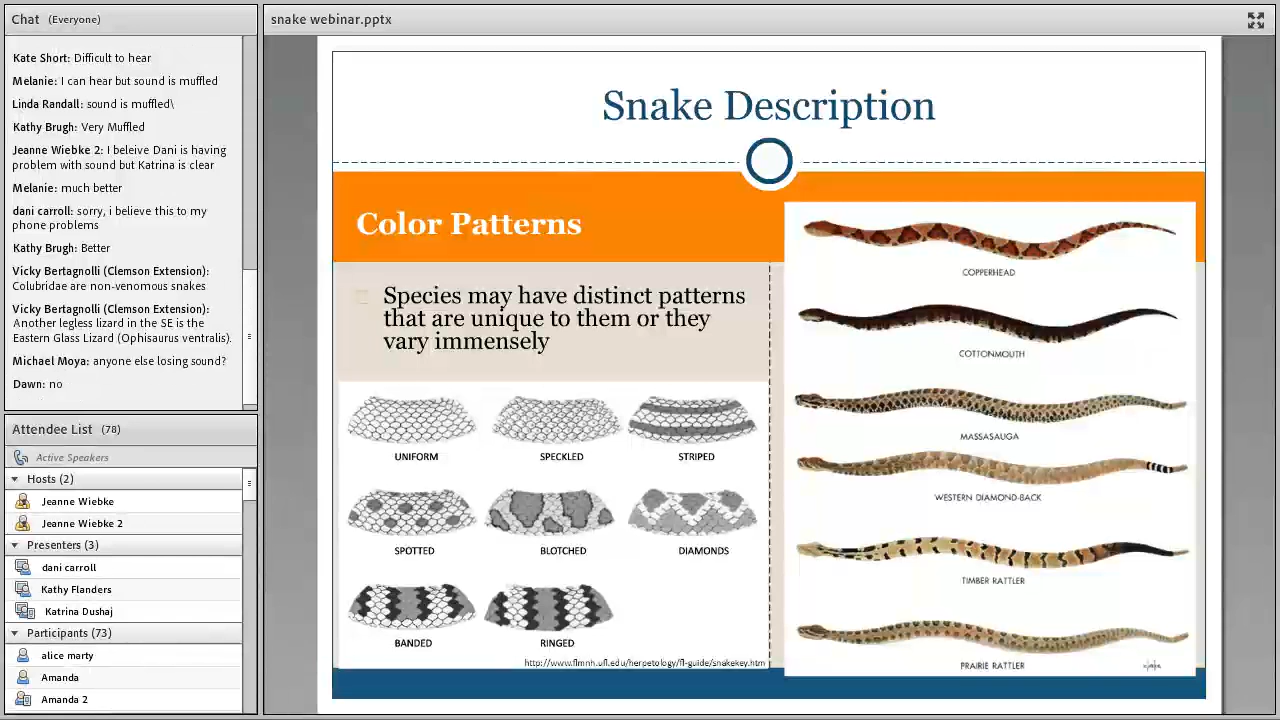 Chat (Everyone)
Kate Short: Difficult to hear
Melanie: I can hear but sound is muffled
Linda Randall: sound is muffled\
Kathy Brugh: Very Muffled
Jeanne Wiebke 2: I beleive Dani is having
problem with sound but Katrina is clear
Melanie: much better
dani carroll: sorry, i believe this to my
phone problems
Kathy Brugh: Better
Vicky Bertagnolli (Clemson Extension):
Colubridae are non-venomous snakes
Vicky Bertagnolli (Clemson Extension):
Another legless lizard in the SE is the
Eastern Glass Lizard (Ophisaurus ventralis).
Michael Moya: anyone else losing sound?
Dawn: no
Attendee List (78)
Active Speakers
Hosts (2)
Jeanne Wiebke
Jeanne Wiebke 2
Presenters (3)
dani carroll
Kathy Flanders
Katrina Dushaj
Participants (73)
alice marty
Amanda
Amanda 2
snake webinar.pptx
Snake Description
Color Patterns
Species may have distinct patterns
that are unique to them or they
vary immensely
UNIFORM SPECKLED STRIPED
SPOTTED BLOTCHED DIAMONDS
BANDED RINGED
http://www.flmnh.ufl.edu/herpetology/fl-guide/snakekey.htm
COPPERHEAD
COTTONMOUTH
MASSASAUGA
WESTERN DIAMOND-BACK
TIMBER RATTLER
PRAIRIE RATTLER